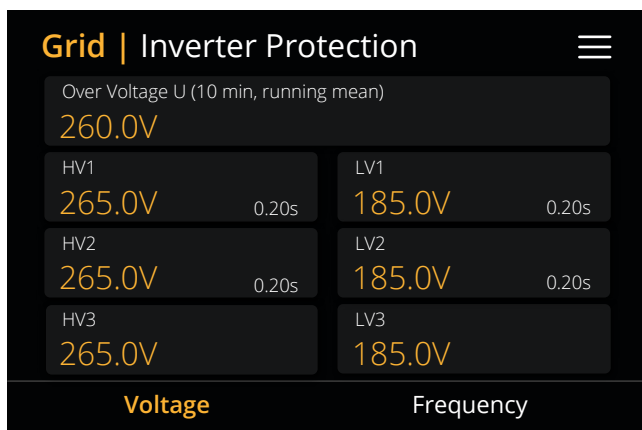 Grid | Inverter Protection
Over Voltage U (10 min, running mean)
260.0V
HV1
265.0V 0.20s
LV1
185.0V 0.20s
HV2
265.0V 0.20s
LV2
185.0V 0.20s
HV3
265.0V
LV3
185.0V
Voltage Frequency